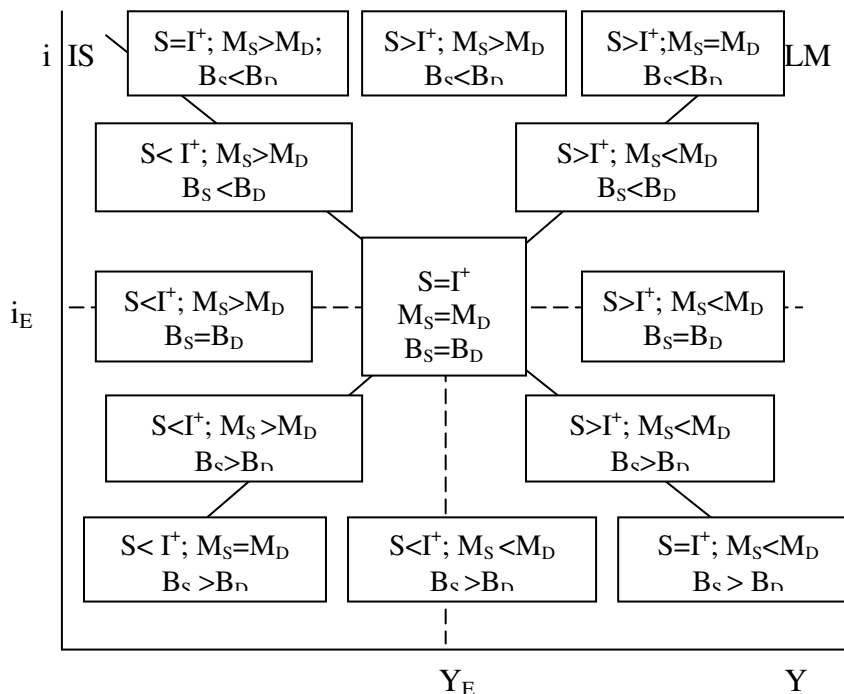 i IS
S=I⁺; M_S>M_D;
B_S<B_D
S>I⁺; M_S>M_D
B_S<B_D
S>I⁺;M_S=M_D
B_S<B_D
LM
S< I⁺; M_S>M_D
B_S <B_D
S>I⁺; M_S<M_D
B_S<B_D
i_E
S<I⁺; M_S>M_D
B_S=B_D
S=I⁺
M_S=M_D
B_S=B_D
S>I⁺; M_S<M_D
B_S=B_D
S<I⁺; M_S >M_D
B_S>B_D
S>I⁺; M_S<M_D
B_S>B_D
S< I⁺; M_S=M_D
B_S >B_D
S<I⁺; M_S <M_D
B_S >B_D
S=I⁺; M_S<M_D
B_S > B_D
Y_E
Y